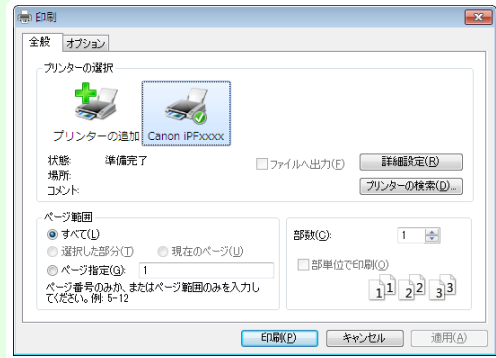 印刷
全般 オプション
プリンターの選択
プリンターの追加 Canon iPFxxxx
状態: 準備完了
場所:
コメント:
ファイルへ出力(F)
詳細設定(R)
プリンターの検索(D)...
ページ範囲
すべて(L)
選択した部分(T) 現在のページ(U)
ページ指定(G): 1
ページ番号のみか、またはページ範囲のみを入力し
てください。例: 5-12
部数(C): 1
部単位で印刷(O)
11 22 33
印刷(P) キャンセル 適用(A)